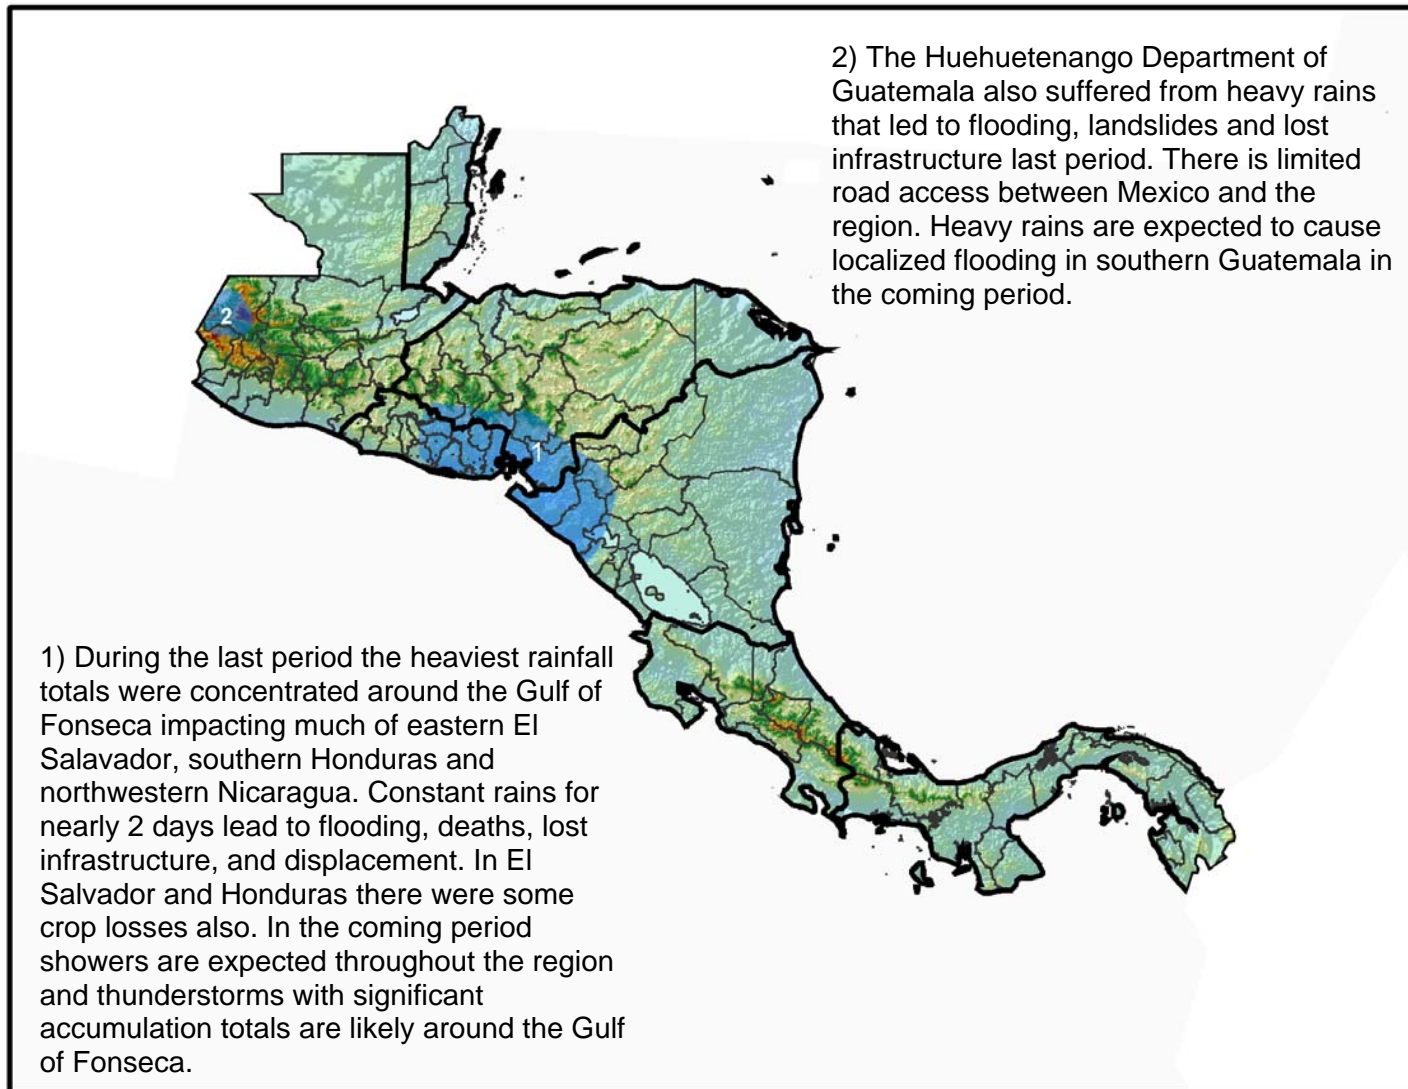 2) The Huehuetenango Department of
Guatemala also suffered from heavy rains
that led to flooding, landslides and lost
infrastructure last period. There is limited
road access between Mexico and the
region. Heavy rains are expected to cause
localized flooding in southern Guatemala in
the coming period.
2
1
1) During the last period the heaviest rainfall
totals were concentrated around the Gulf of
Fonseca impacting much of eastern El
Salavador, southern Honduras and
northwestern Nicaragua. Constant rains for
nearly 2 days lead to flooding, deaths, lost
infrastructure, and displacement. In El
Salvador and Honduras there were some
crop losses also. In the coming period
showers are expected throughout the region
and thunderstorms with significant
accumulation totals are likely around the Gulf
of Fonseca.